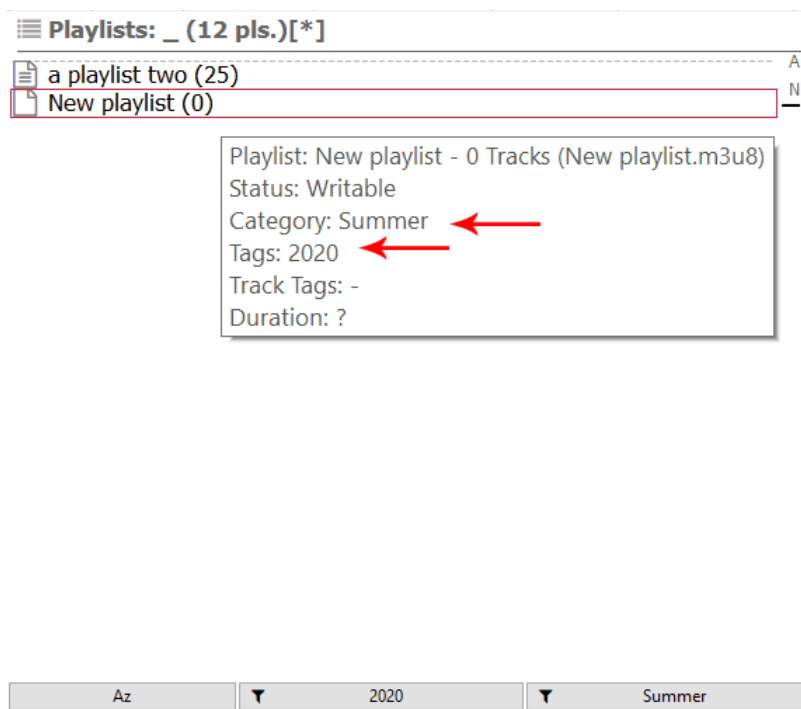 Playlists: _ (12 pls.)[*]
a playlist two (25)
A
New playlist (0)
N
Playlist: New playlist - 0 Tracks (New playlist.m3u8)
Status: Writable
Category: Summer
Tags: 2020
Track Tags: -
Duration: ?
Az
2020
Summer